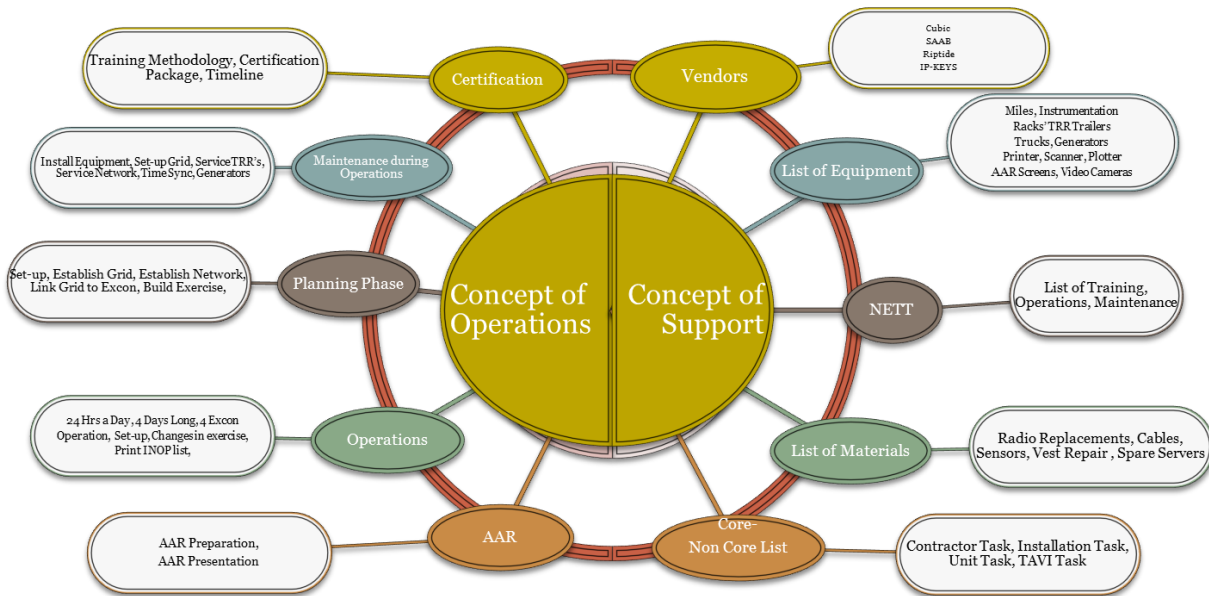 Training Methodology, Certification
Package, Timeline
Certification
Vendors
Cubic
SAAB
Riptide
IP-KEYS
Install Equipment, Set-up Grid, Service TRR's,
Service Network, Time Sync, Generators
Maintenance during
Operations
List of Equipment
Miles, Instrumentation
Racks' TRR Trailers
Trucks, Generators
Printer, Scanner, Plotter
AAR Screens, Video Cameras
Set-up, Establish Grid, Establish Network,
Link Grid to Excon, Build Exercise,
Planning Phase
Concept of
Operations
Concept of
Support
NETT
List of Training,
Operations, Maintenance
24 Hrs a Day, 4 Days Long, 4 Excon
Operation, Set-up, Changes in exercise,
Print INOP list,
Operations
List of Materials
Radio Replacements, Cables,
Sensors, Vest Repair , Spare Servers
AAR Preparation,
AAR Presentation
AAR
Core-
Non Core List
Contractor Task, Installation Task,
Unit Task, TAVI Task